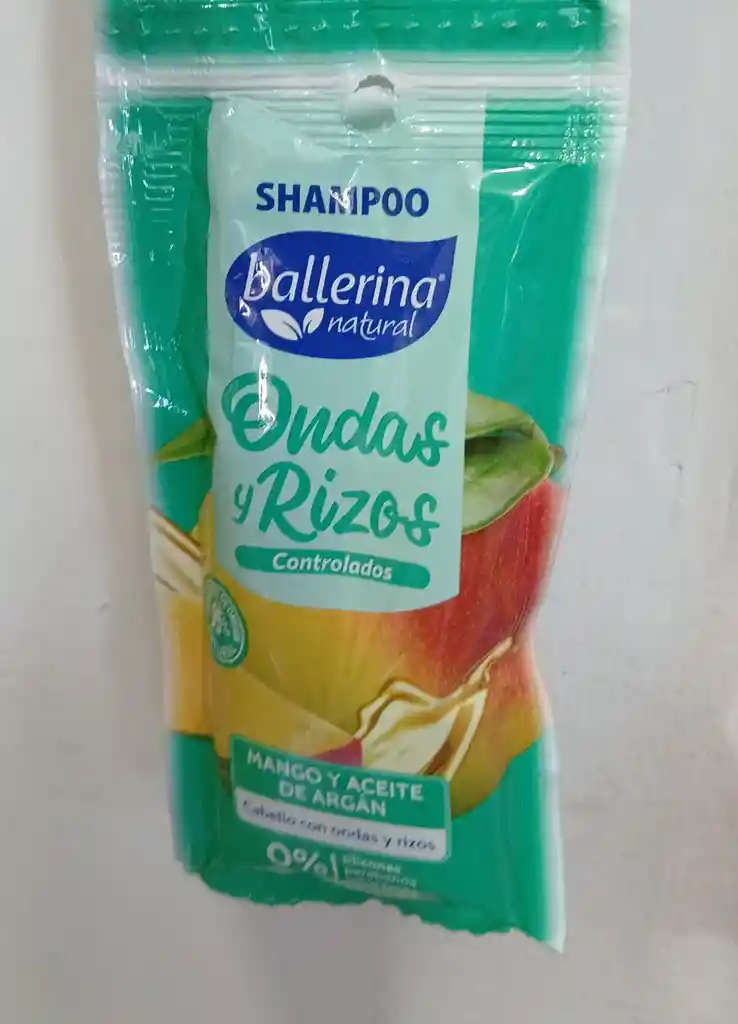 SHAMPOO
ballerina®
natural
Ondas
y Rizos
Controlados
MANGO Y ACEITE
DE ARGÁN
Cabello con ondas y rizos
0%